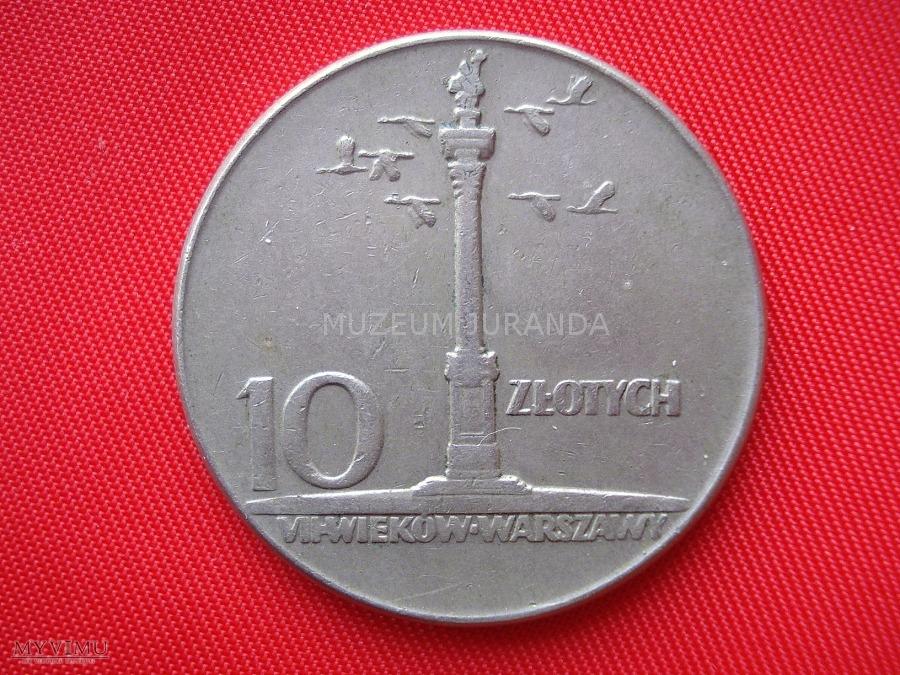 MUZEUM JURANDA
10 ZŁOTYCH
VII·WIEKÓW·WARSZAWY
MYVIMU